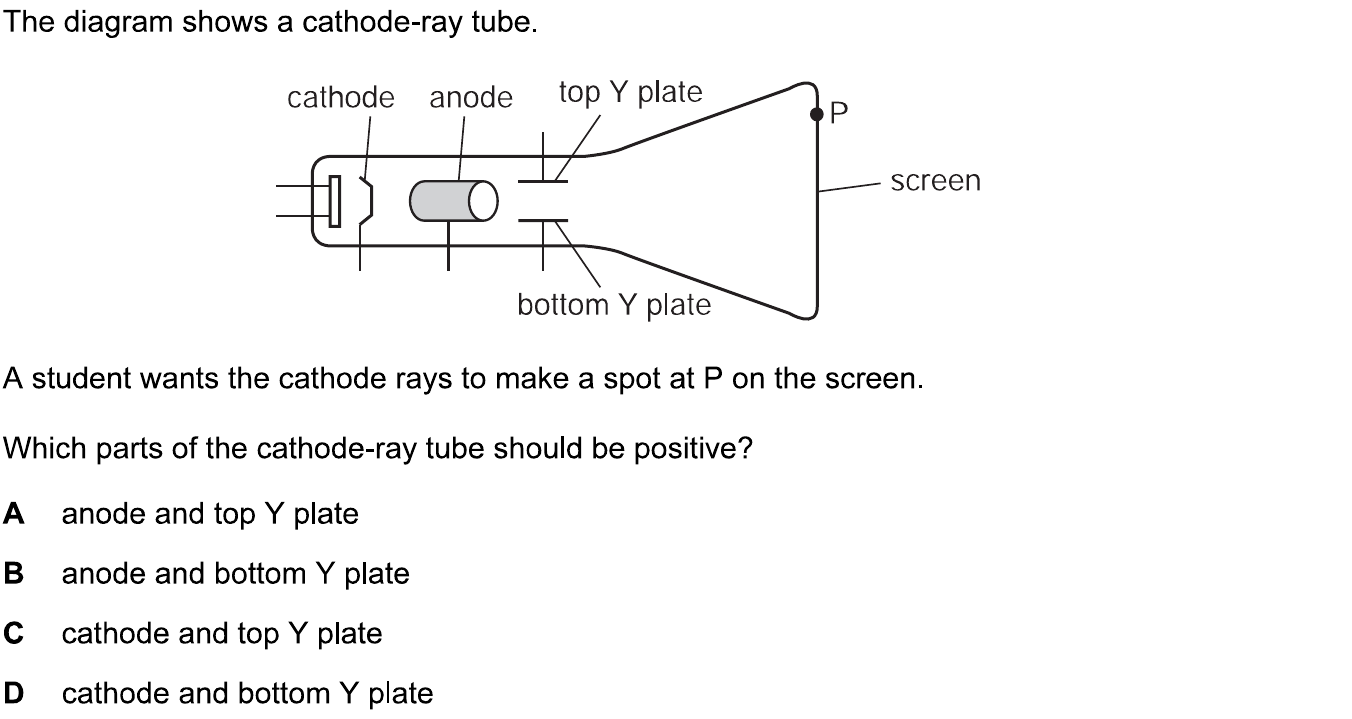 The diagram shows a cathode-ray tube.
cathode anode top Y plate
P
screen
bottom Y plate
A student wants the cathode rays to make a spot at P on the screen.
Which parts of the cathode-ray tube should be positive?
A anode and top Y plate
B anode and bottom Y plate
C cathode and top Y plate
D cathode and bottom Y plate